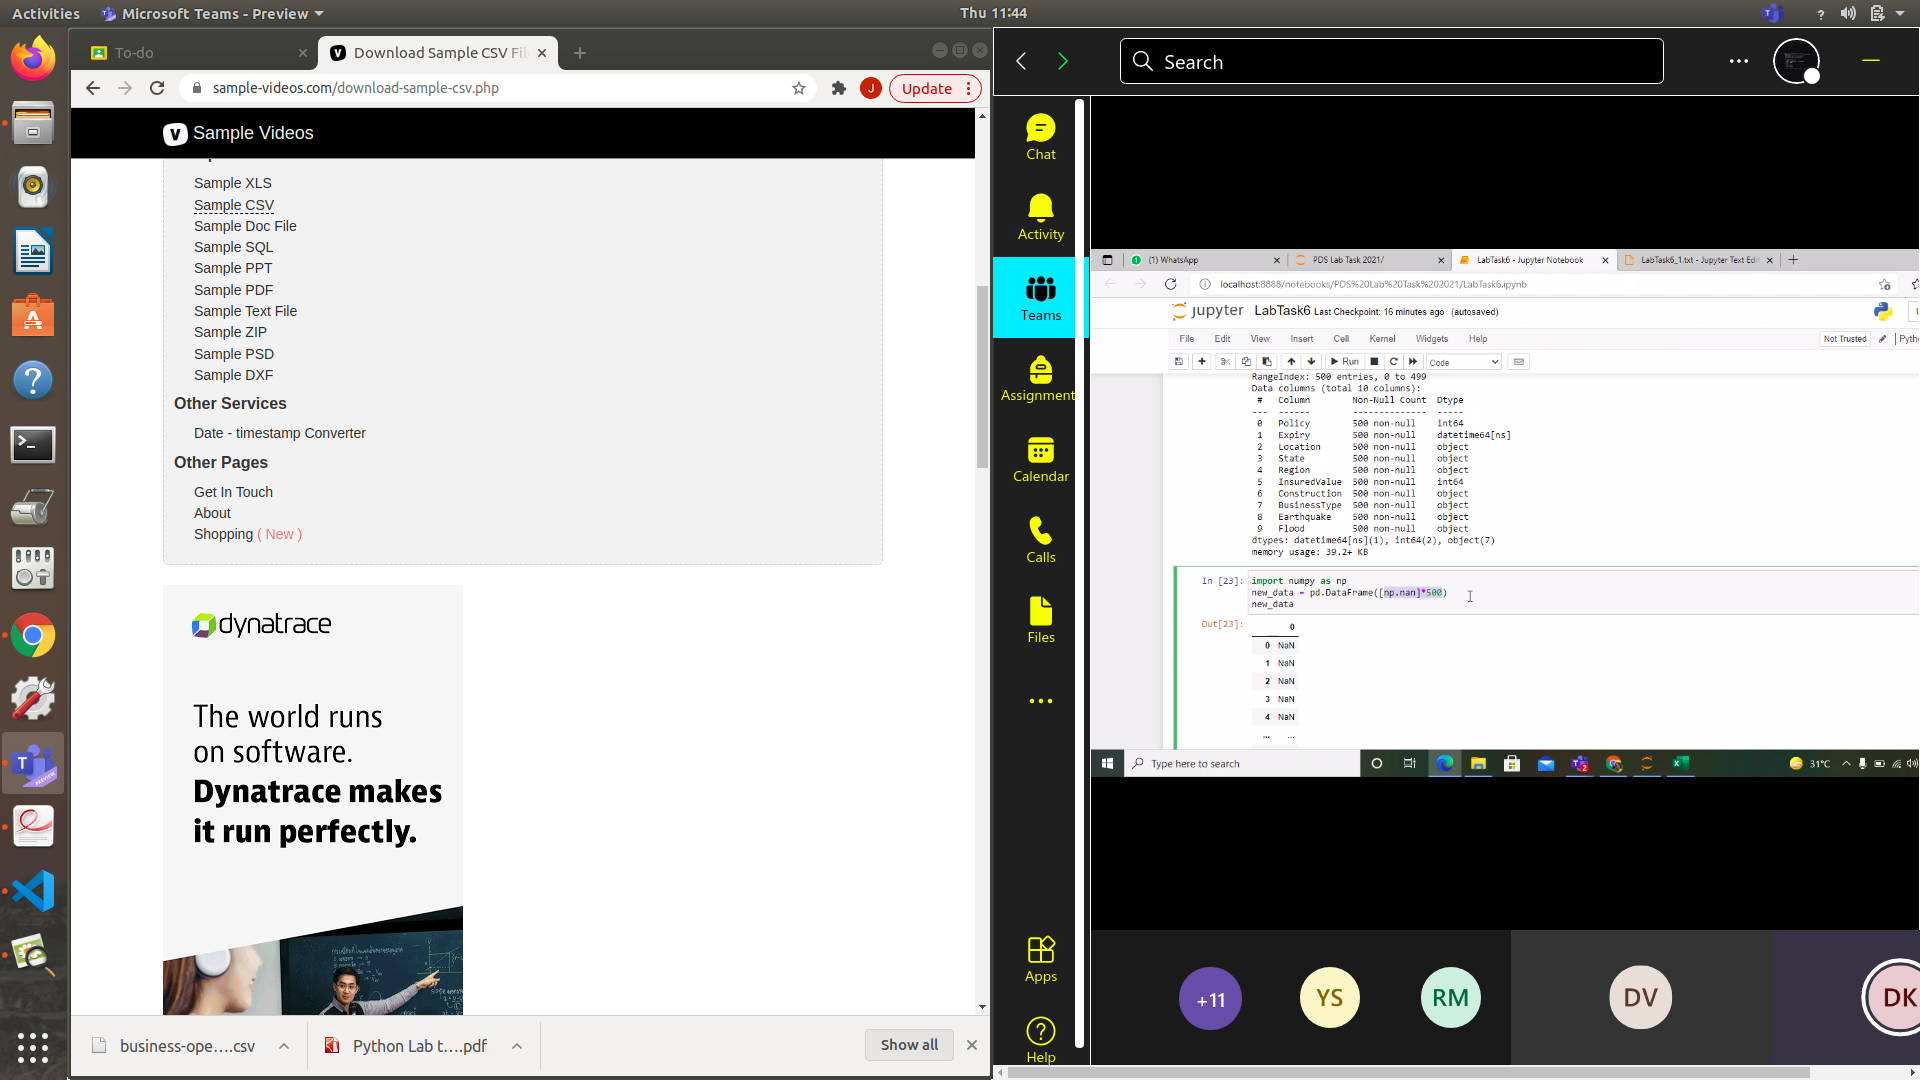 Activities
Microsoft Teams - Preview
Thu 11:44
To-do
Download Sample CSV Fil
sample-videos.com/download-sample-csv.php
J
Update
Sample Videos
Sample XLS
Sample CSV
Sample Doc File
Sample SQL
Sample PPT
Sample PDF
Sample Text File
Sample ZIP
Sample PSD
Sample DXF
Other Services
Date - timestamp Converter
Other Pages
Get In Touch
About
Shopping ( New )
dynatrace
The world runs
on software.
Dynatrace makes
it run perfectly.
business-ope....csv
Python Lab t....pdf
Show all
Search
Chat
Activity
Teams
Assignment
Calendar
Calls
Files
Apps
Help
(1) WhatsApp
PDS Lab Task 2021/
LabTask6 - Jupyter Notebook
LabTask6_1.txt - Jupyter Text Edi
localhost:8888/notebooks/PDS%20Lab%20Task%202021/LabTask6.ipynb
jupyter LabTask6 Last Checkpoint: 16 minutes ago (autosaved)
File Edit View Insert Cell Kernel Widgets Help
Not Trusted
Pyth
Run
Code
RangeIndex: 500 entries, 0 to 499
Data columns (total 10 columns):
# Column Non-Null Count Dtype
--- ------ -------------- -----
0 Policy 500 non-null int64
1 Expiry 500 non-null datetime64[ns]
2 Location 500 non-null object
3 State 500 non-null object
4 Region 500 non-null object
5 InsuredValue 500 non-null int64
6 Construction 500 non-null object
7 BusinessType 500 non-null object
8 Earthquake 500 non-null object
9 Flood 500 non-null object
dtypes: datetime64[ns](1), int64(2), object(7)
memory usage: 39.2+ KB
In [23]: import numpy as np
new_data = pd.DataFrame([np.nan]*500)
new_data
Out[23]:
0
0 NaN
1 NaN
2 NaN
3 NaN
4 NaN
... ...
Type here to search
31°C
+11
YS
RM
DV
DK